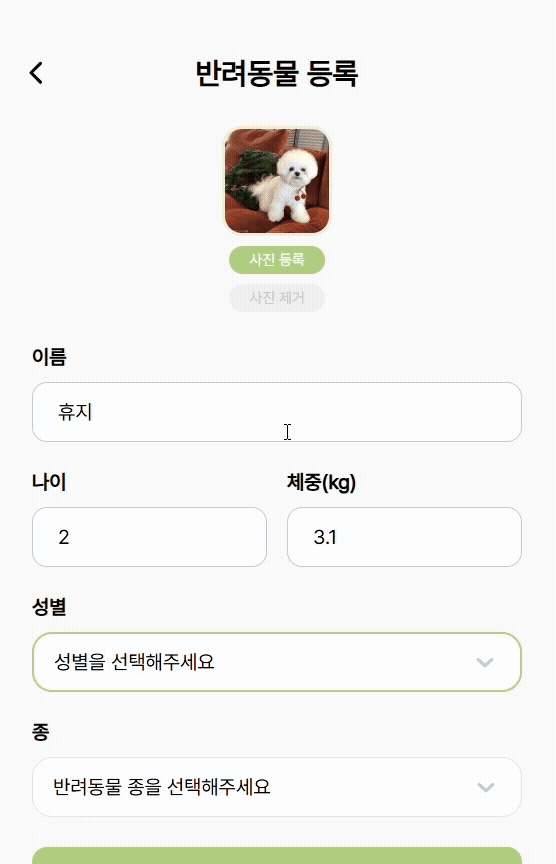 반려동물 등록
사진 등록
사진 제거
이름
휴지
나이
체중(kg)
2
3.1
성별
성별을 선택해주세요
종
반려동물 종을 선택해주세요